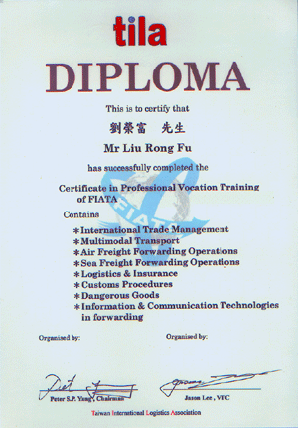 tila
DIPLOMA
This is to certify that
劉榮富 先生
Mr Liu Rong Fu
has successfully completed the
Certificate in Professional Vocation Training
of FIATA
FIATA
Contains
*International Trade Management
*Multimodal Transport
*Air Freight Forwarding Operations
*Sea Freight Forwarding Operations
*Logistics & Insurance
*Customs Procedures
*Dangerous Goods
*Information & Communication Technologies
in forwarding
Organised by: Organised by:
Peter S.P. Yang, Chairman Jason Lee, VFC
Taiwan International Logistics Association